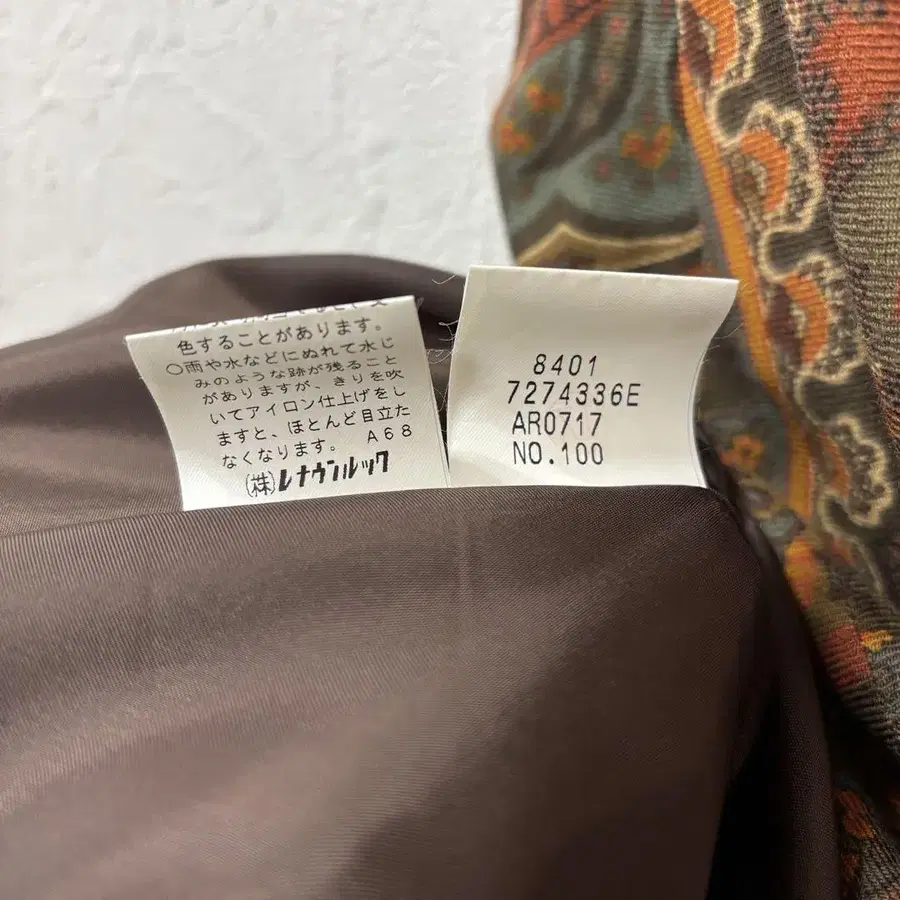 色することがあります。
○雨や水などにぬれて水じ
みのような跡が残ること
がありますが、きりを吹
いてアイロン仕上げをし
ますと、ほとんど目立た
なくなります。 A68
(株)レナウンルック
8401
7274336E
AR0717
NO.100